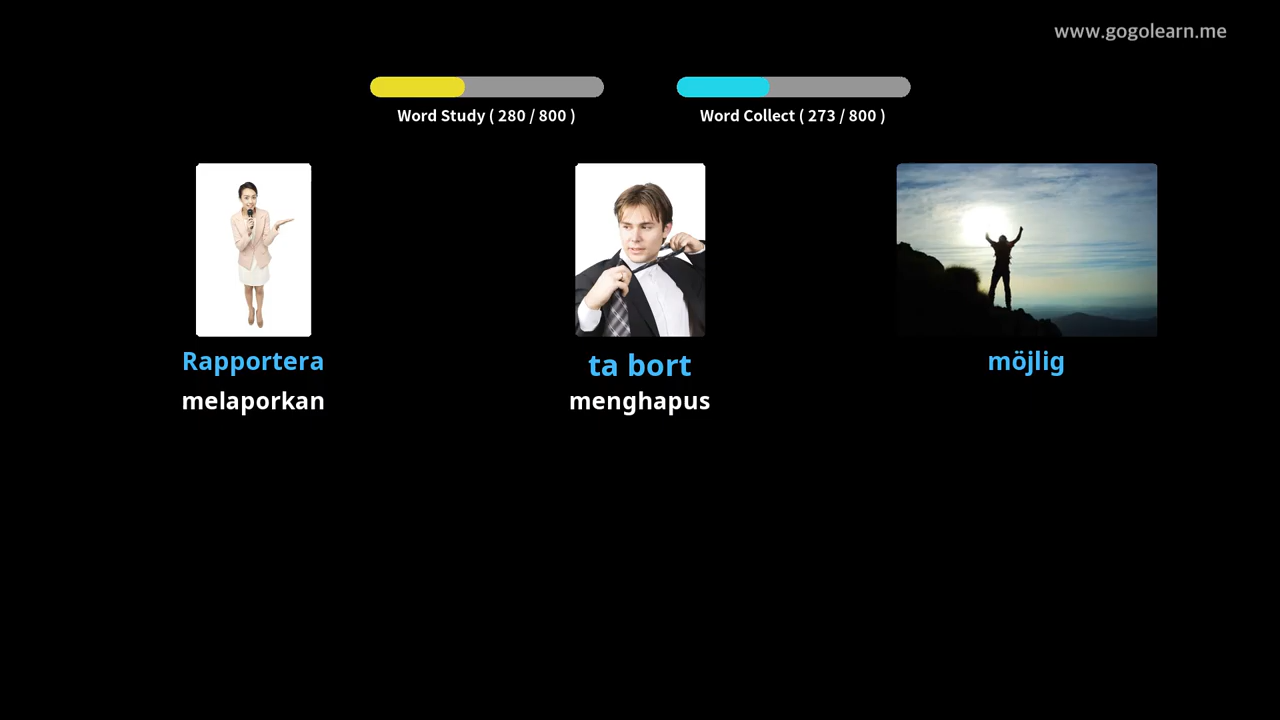 www.gogolearn.me
Word Study ( 280 / 800 )
Word Collect ( 273 / 800 )
Rapportera
ta bort
möjlig
melaporkan
menghapus